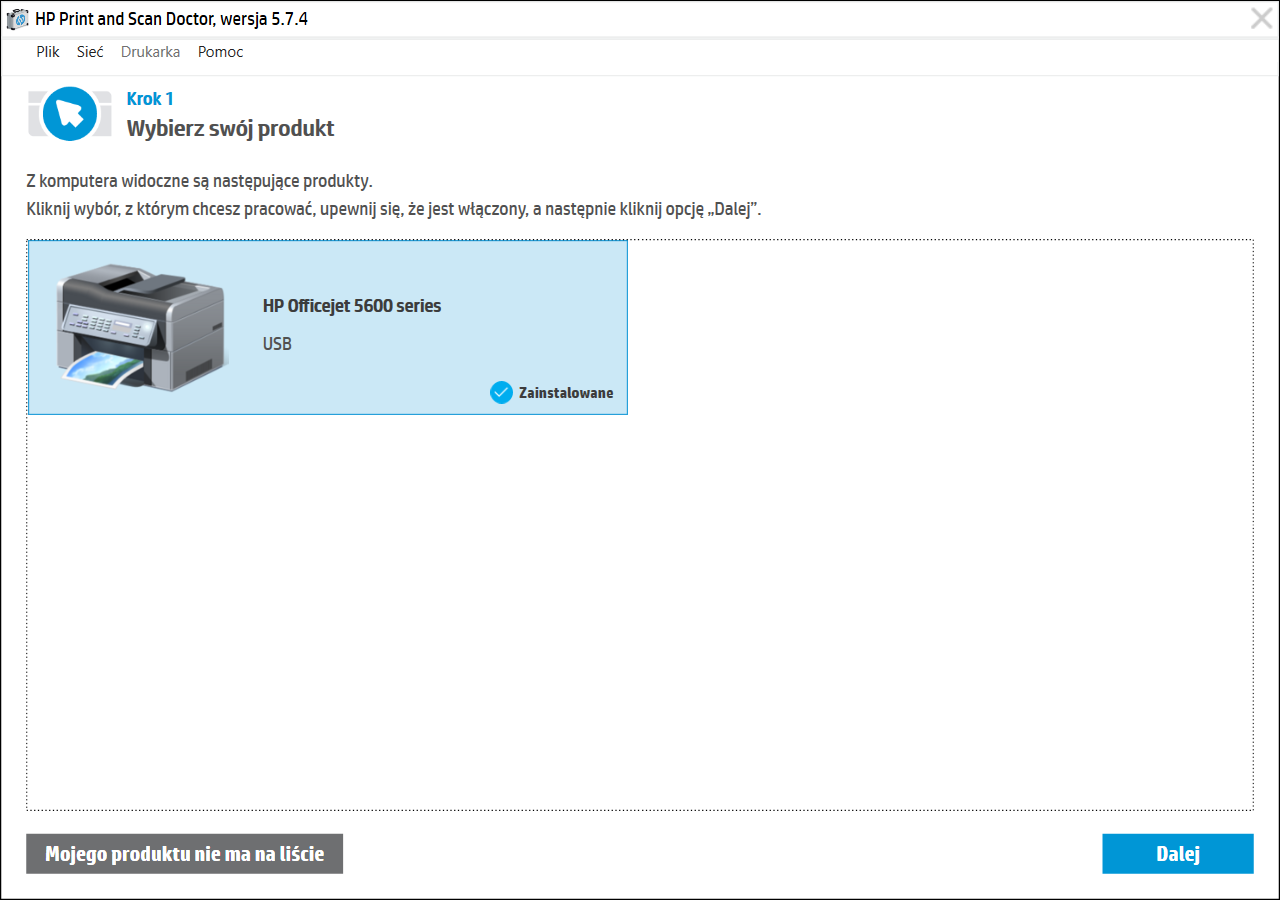 HP Print and Scan Doctor, wersja 5.7.4
Plik Sieć Drukarka Pomoc
Krok 1
Wybierz swój produkt
Z komputera widoczne są następujące produkty.
Kliknij wybór, z którym chcesz pracować, upewnij się, że jest włączony, a następnie kliknij opcję „Dalej”.
HP Officejet 5600 series
USB
Zainstalowane
Mojego produktu nie ma na liście
Dalej